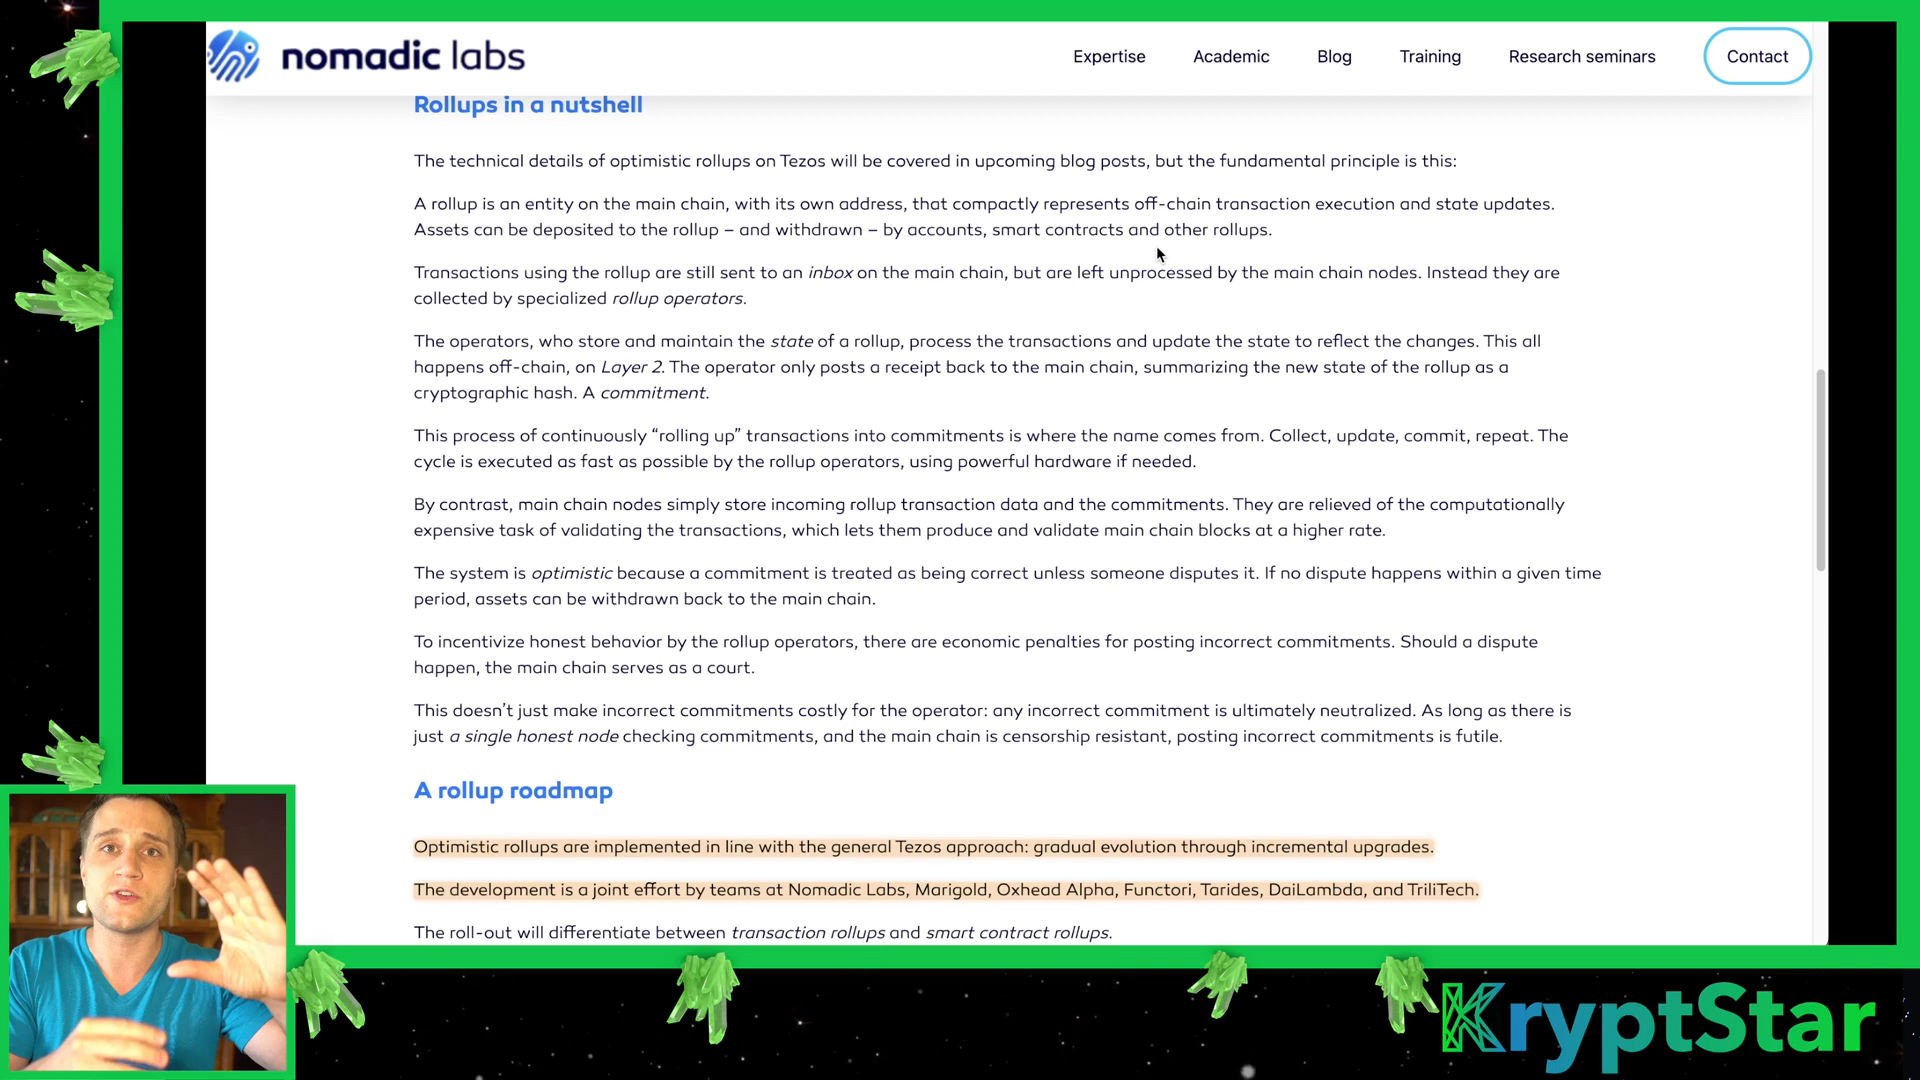 nomadic labs
Expertise
Academic
Blog
Training
Research seminars
Contact
Rollups in a nutshell
The technical details of optimistic rollups on Tezos will be covered in upcoming blog posts, but the fundamental principle is this:
A rollup is an entity on the main chain, with its own address, that compactly represents off-chain transaction execution and state updates.
Assets can be deposited to the rollup – and withdrawn – by accounts, smart contracts and other rollups.
Transactions using the rollup are still sent to an inbox on the main chain, but are left unprocessed by the main chain nodes. Instead they are
collected by specialized rollup operators.
The operators, who store and maintain the state of a rollup, process the transactions and update the state to reflect the changes. This all
happens off-chain, on Layer 2. The operator only posts a receipt back to the main chain, summarizing the new state of the rollup as a
cryptographic hash. A commitment.
This process of continuously “rolling up” transactions into commitments is where the name comes from. Collect, update, commit, repeat. The
cycle is executed as fast as possible by the rollup operators, using powerful hardware if needed.
By contrast, main chain nodes simply store incoming rollup transaction data and the commitments. They are relieved of the computationally
expensive task of validating the transactions, which lets them produce and validate main chain blocks at a higher rate.
The system is optimistic because a commitment is treated as being correct unless someone disputes it. If no dispute happens within a given time
period, assets can be withdrawn back to the main chain.
To incentivize honest behavior by the rollup operators, there are economic penalties for posting incorrect commitments. Should a dispute
happen, the main chain serves as a court.
This doesn’t just make incorrect commitments costly for the operator: any incorrect commitment is ultimately neutralized. As long as there is
just a single honest node checking commitments, and the main chain is censorship resistant, posting incorrect commitments is futile.
A rollup roadmap
Optimistic rollups are implemented in line with the general Tezos approach: gradual evolution through incremental upgrades.
The development is a joint effort by teams at Nomadic Labs, Marigold, Oxhead Alpha, Functori, Tarides, DaiLambda, and TriliTech.
The roll-out will differentiate between transaction rollups and smart contract rollups.
KryptStar